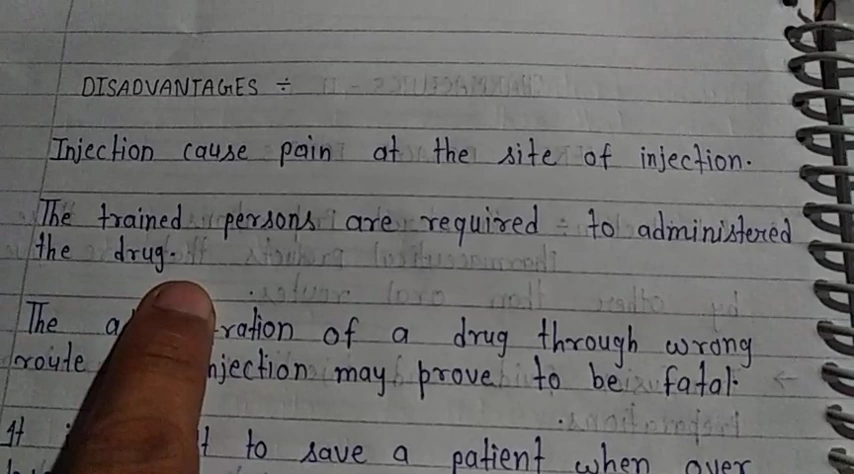 DISADVANTAGES ÷
Injection cause pain at the site of injection.
The trained persons are required to administered
the drug.
The a ration of a drug through wrong
route njection may prove to be fatal.
It t to save a patient when over